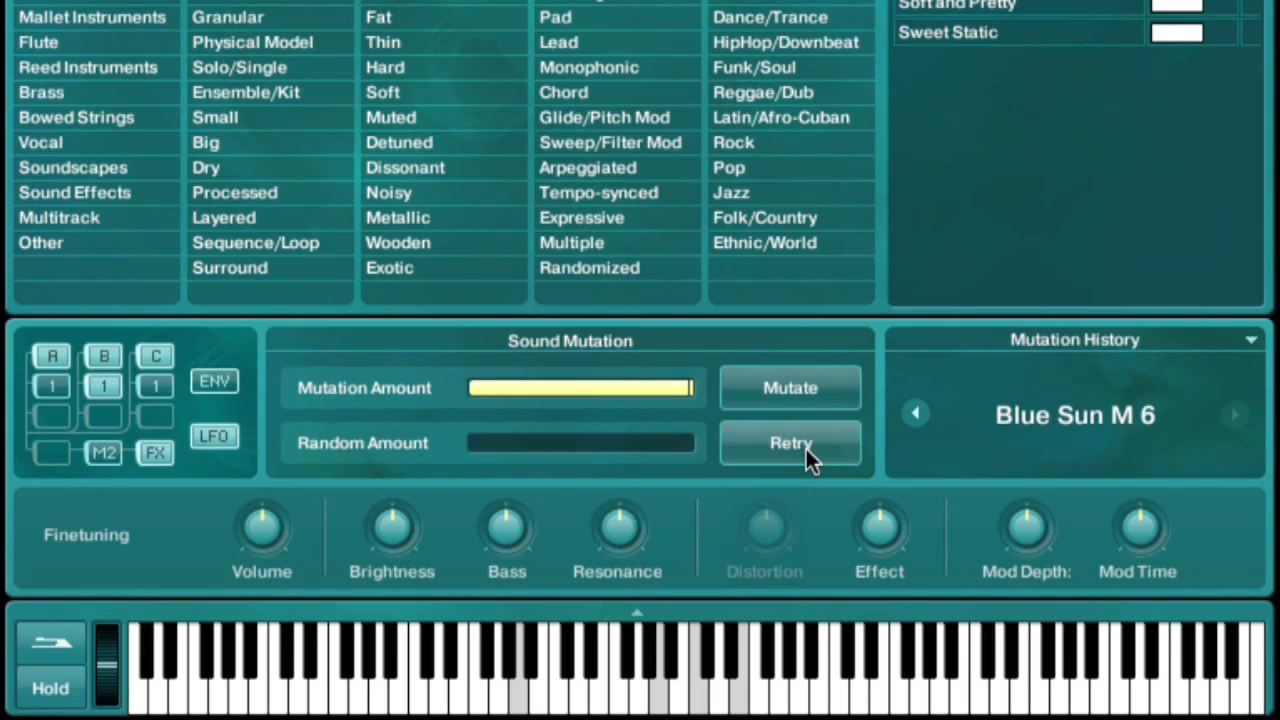 Soft and Pretty
Mallet Instruments Granular Fat Pad Dance/Trance
Sweet Static
Flute Physical Model Thin Lead HipHop/Downbeat
Reed Instruments Solo/Single Hard Monophonic Funk/Soul
Brass Ensemble/Kit Soft Chord Reggae/Dub
Bowed Strings Small Muted Glide/Pitch Mod Latin/Afro-Cuban
Vocal Big Detuned Sweep/Filter Mod Rock
Soundscapes Dry Dissonant Arpeggiated Pop
Sound Effects Processed Noisy Tempo-synced Jazz
Multitrack Layered Metallic Expressive Folk/Country
Other Sequence/Loop Wooden Multiple Ethnic/World
Surround Exotic Randomized
A B C
1 1 1
ENV
LFO
M2 FX
Sound Mutation
Mutation Amount Mutate
Random Amount Retry
Mutation History
Blue Sun M 6
Finetuning
Volume Brightness Bass Resonance Distortion Effect Mod Depth: Mod Time
Hold